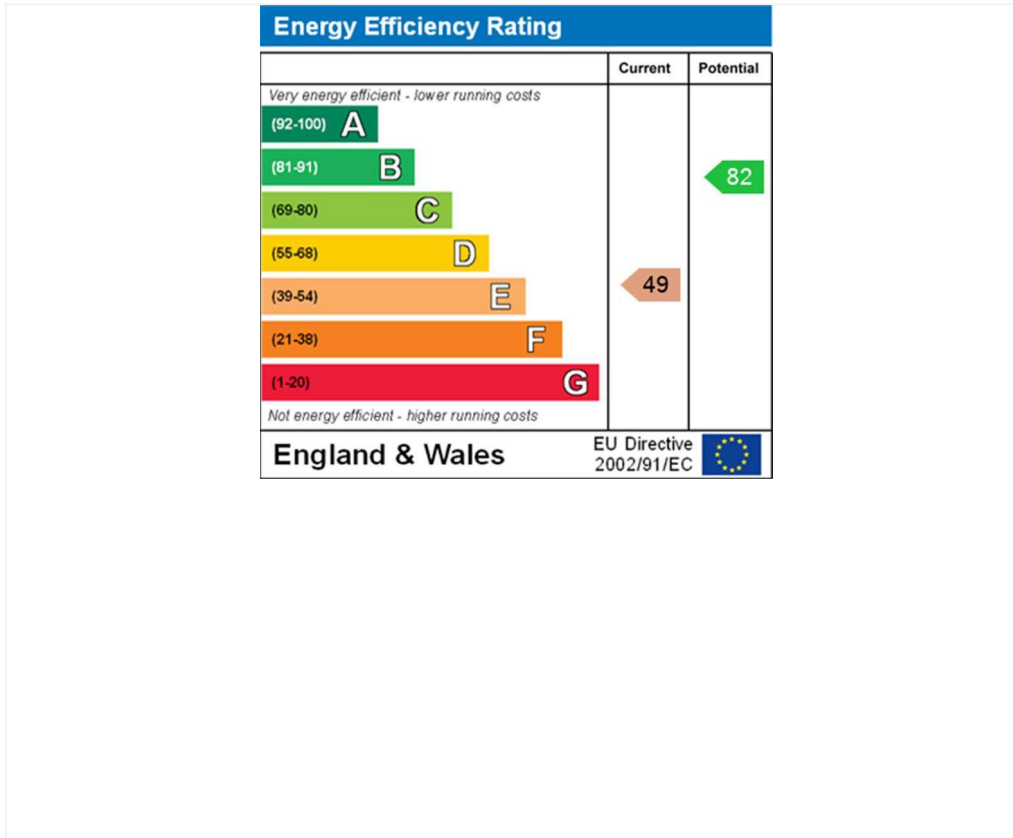 Energy Efficiency Rating
Current Potential
Very energy efficient - lower running costs
(92-100) A
(81-91) B
82
(69-80) C
(55-68) D
(39-54) E
49
(21-38) F
(1-20) G
Not energy efficient - higher running costs
England & Wales
EU Directive
2002/91/EC